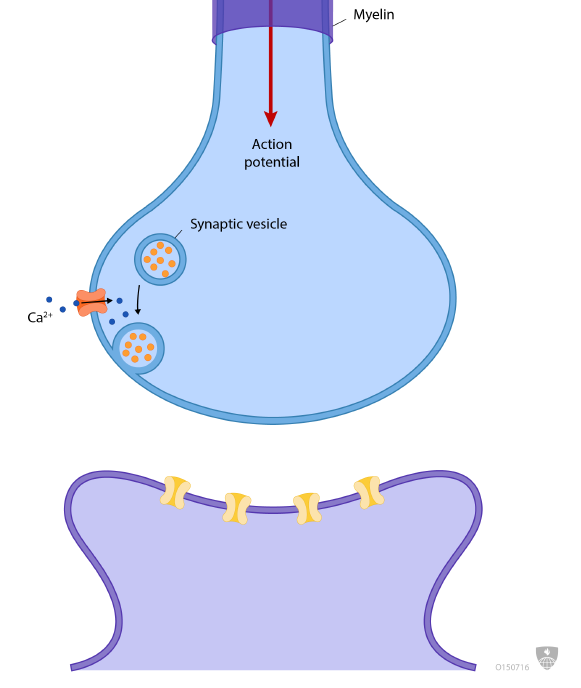 Myelin
Action
potential
Synaptic vesicle
Ca²⁺
O150716